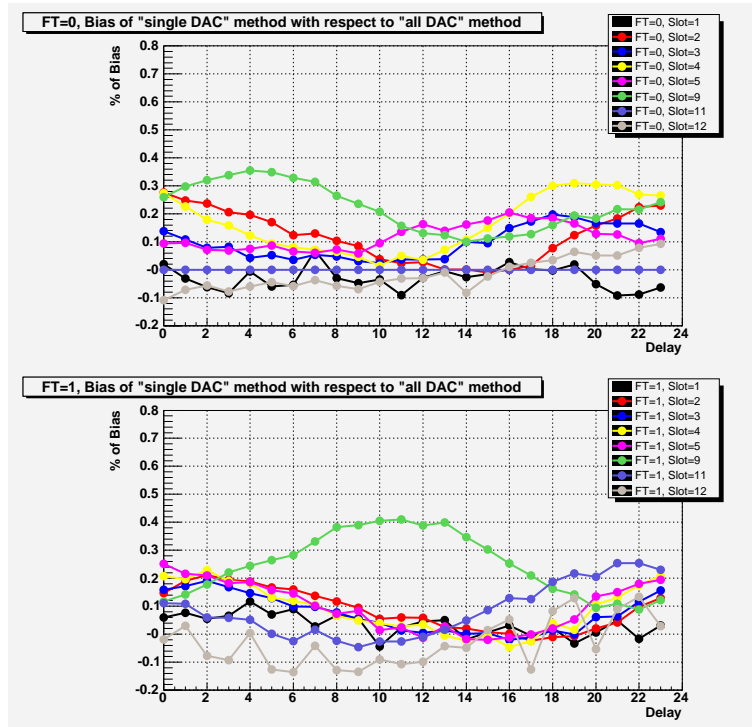 FT=0, Bias of "single DAC" method with respect to "all DAC" method
% of Bias
0.8
0.7
0.6
0.5
0.4
0.3
0.2
0.1
-0
-0.1
-0.2
0 2 4 6 8 10 12 14 16 18 20 22 24
Delay
FT=0, Slot=1
FT=0, Slot=2
FT=0, Slot=3
FT=0, Slot=4
FT=0, Slot=5
FT=0, Slot=9
FT=0, Slot=11
FT=0, Slot=12
FT=1, Bias of "single DAC" method with respect to "all DAC" method
% of Bias
0.8
0.7
0.6
0.5
0.4
0.3
0.2
0.1
-0
-0.1
-0.2
0 2 4 6 8 10 12 14 16 18 20 22 24
Delay
FT=1, Slot=1
FT=1, Slot=2
FT=1, Slot=3
FT=1, Slot=4
FT=1, Slot=5
FT=1, Slot=9
FT=1, Slot=11
FT=1, Slot=12